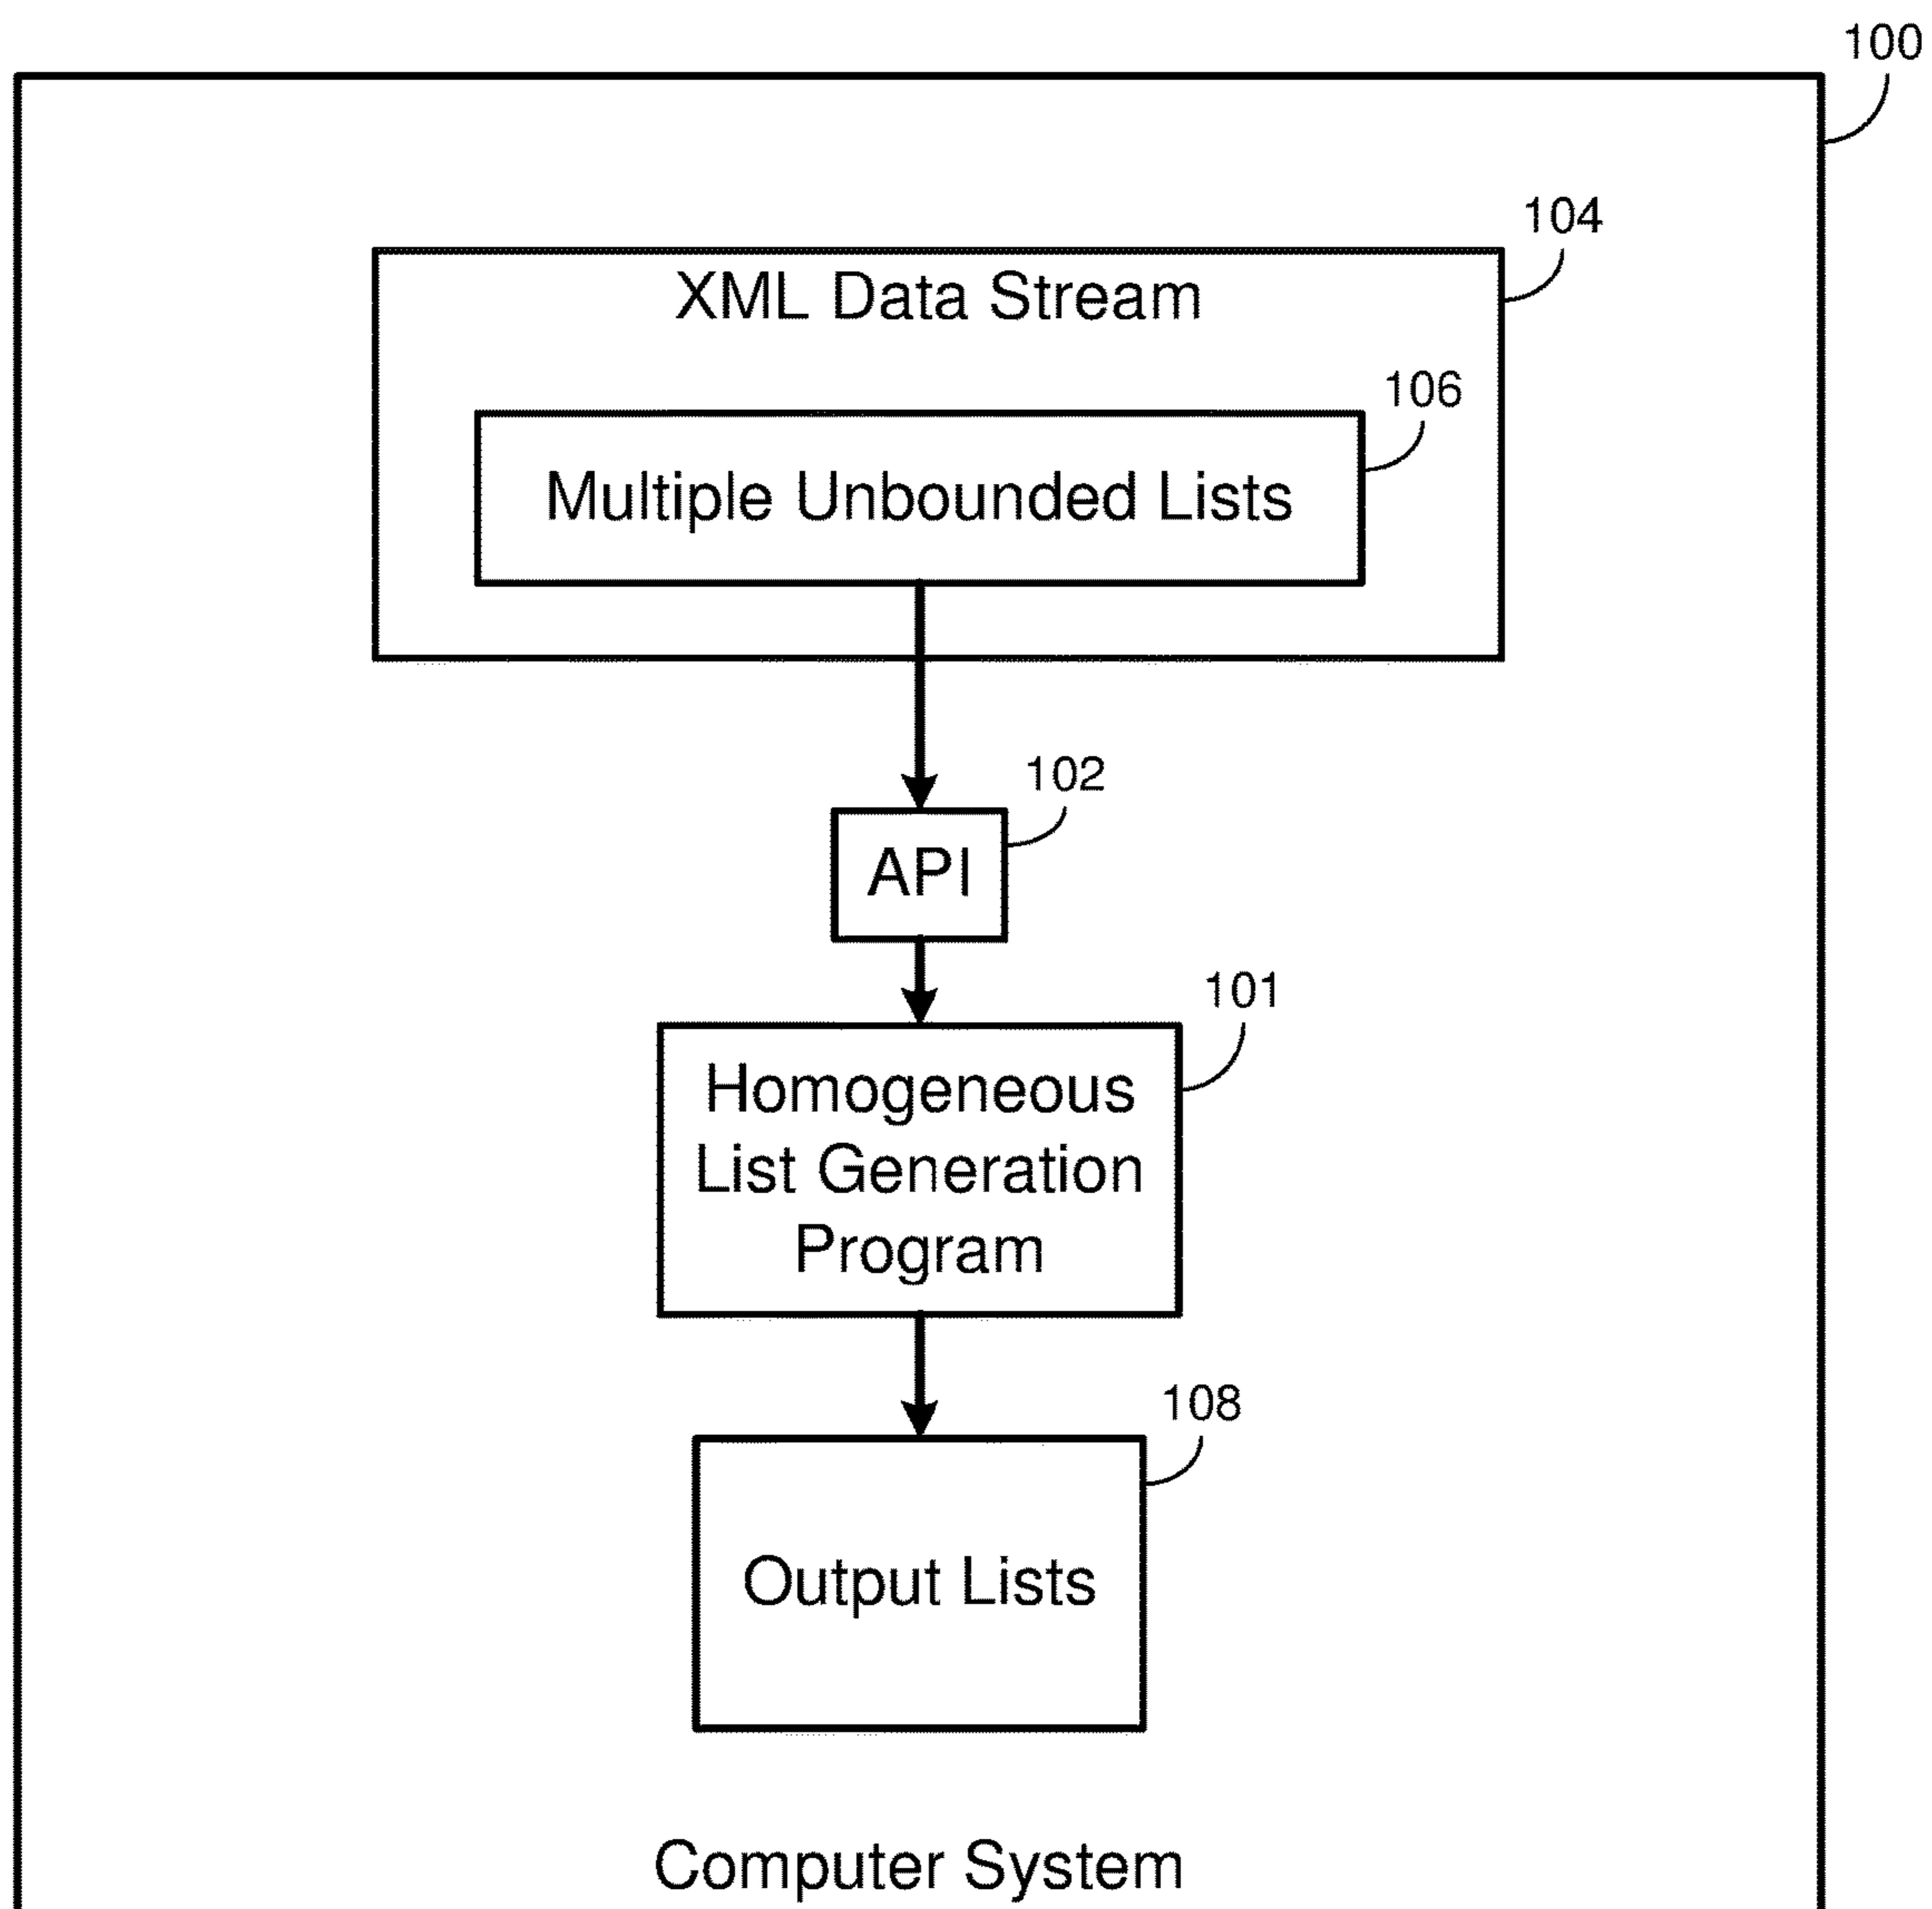 100
104
XML Data Stream
106
Multiple Unbounded Lists
102
API
101
Homogeneous
List Generation
Program
108
Output Lists
Computer System